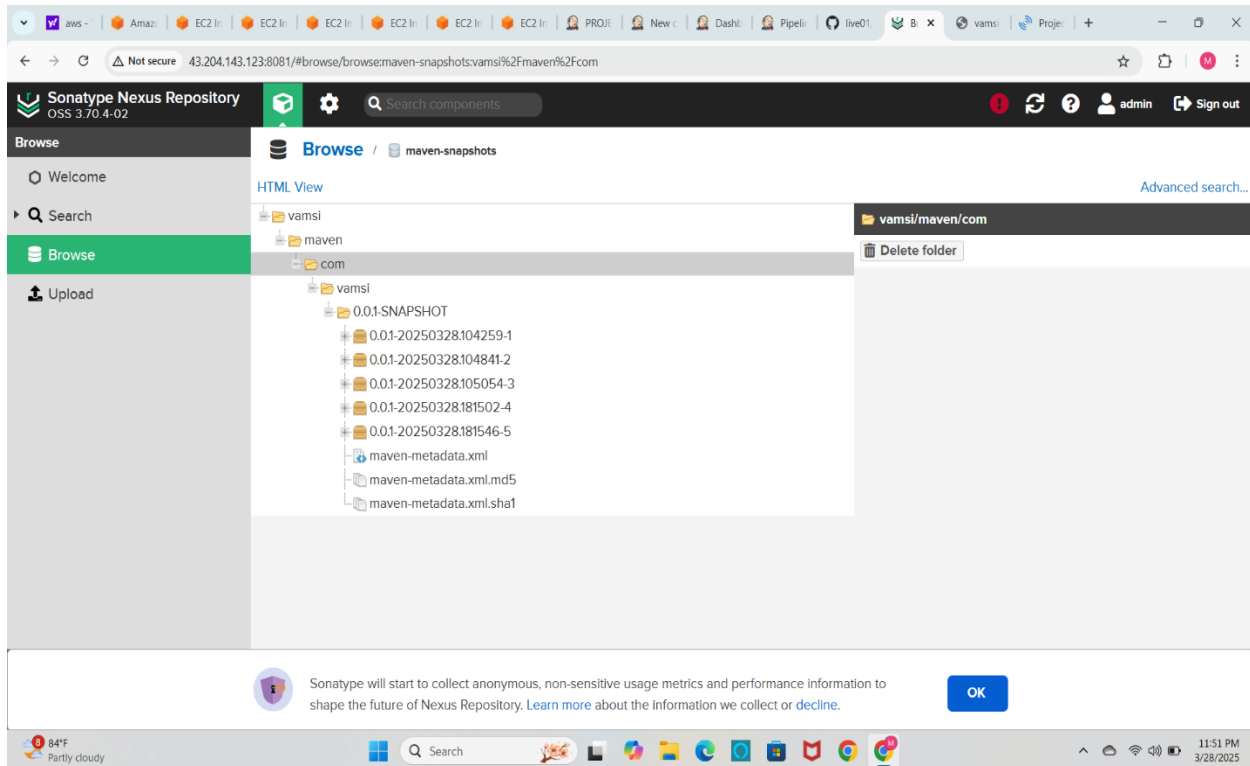 aws - Amaz EC2 In EC2 In EC2 In EC2 In EC2 In EC2 In PROJE New c Dashb Pipelin live01 B vamsi Projec
Not secure 43.204.143.123:8081/#browse/browse:maven-snapshots:vamsi%2Fmaven%2Fcom M
Sonatype Nexus Repository
OSS 3.70.4-02
Search components
admin Sign out
Browse
Browse / maven-snapshots
Welcome
HTML View Advanced search...
Search
vamsi
vamsi/maven/com
maven
Browse
Delete folder
com
vamsi
Upload
0.0.1-SNAPSHOT
0.0.1-20250328.104259-1
0.0.1-20250328.104841-2
0.0.1-20250328.105054-3
0.0.1-20250328.181502-4
0.0.1-20250328.181546-5
maven-metadata.xml
maven-metadata.xml.md5
maven-metadata.xml.sha1
Sonatype will start to collect anonymous, non-sensitive usage metrics and performance information to
shape the future of Nexus Repository. Learn more about the information we collect or decline.
OK
8 84°F
Partly cloudy
Search
11:51 PM
3/28/2025